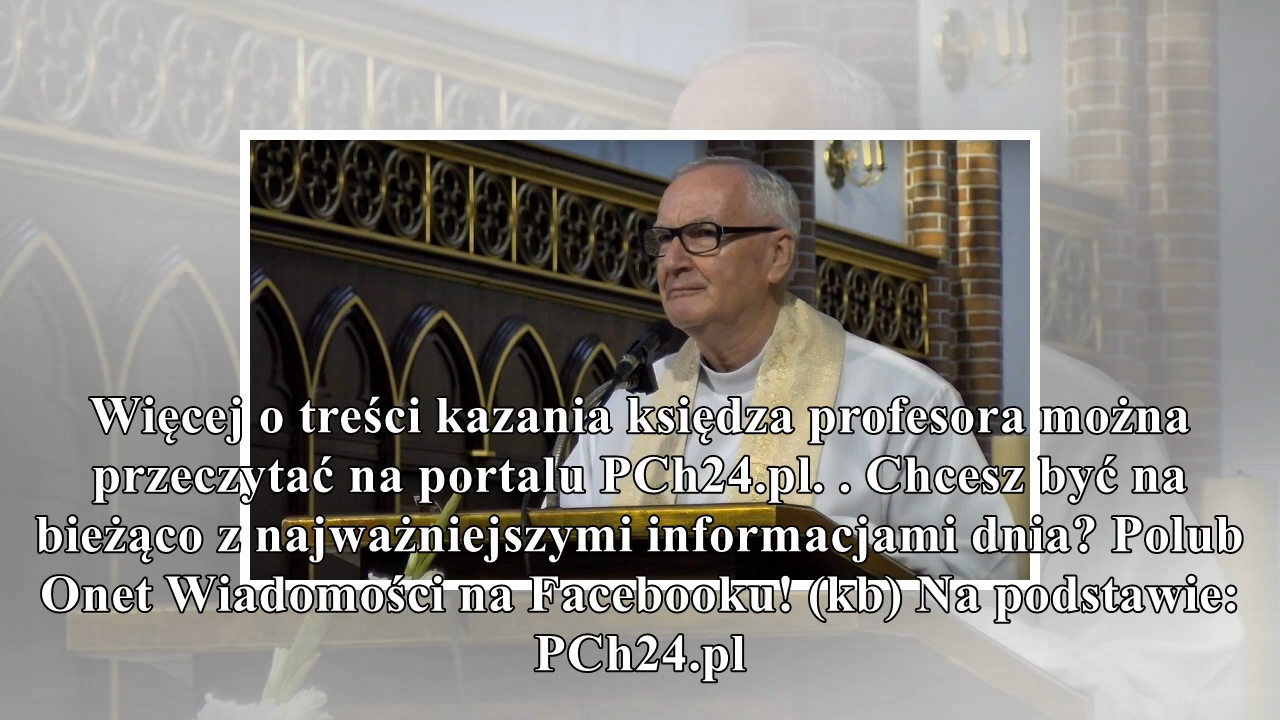 Więcej o treści kazania księdza profesora można
przeczytać na portalu PCh24.pl. . Chcesz być na
bieżąco z najważniejszymi informacjami dnia? Polub
Onet Wiadomości na Facebooku! (kb) Na podstawie:
PCh24.pl